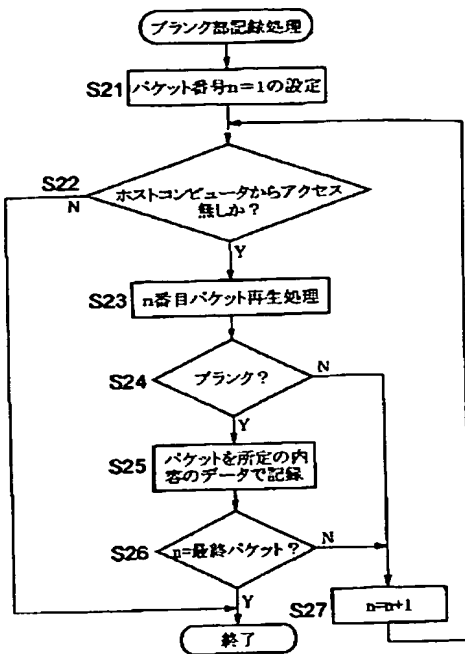 ブランク部記録処理
S21
パケット番号n=1の設定
S22
N
ホストコンピュータからアクセス
無しか?
Y
S23
n番目パケット再生処理
S24
ブランク?
N
Y
S25
パケットを所定の内
容のデータで記録
S26
n=最終パケット?
N
Y
S27
n=n+1
終了